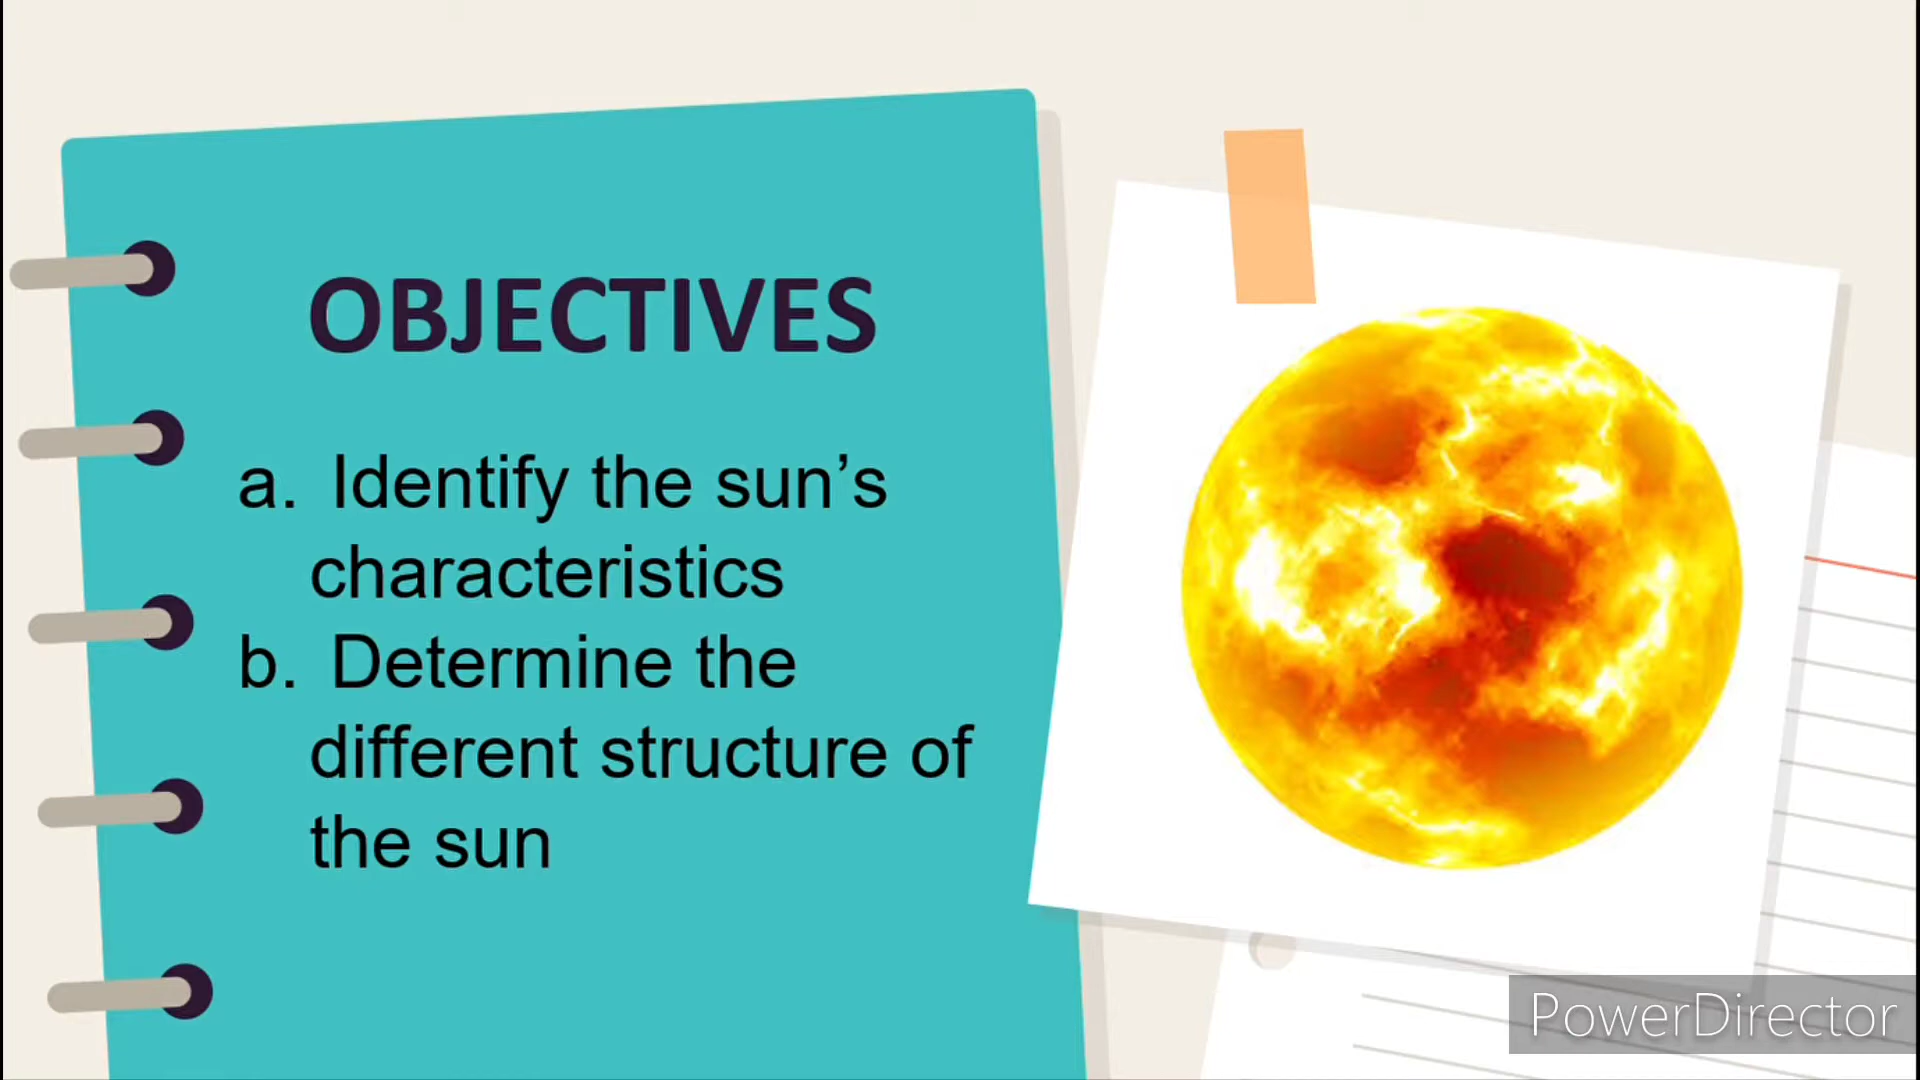 OBJECTIVES
a. Identify the sun’s
characteristics
b. Determine the
different structure of
the sun
PowerDirector